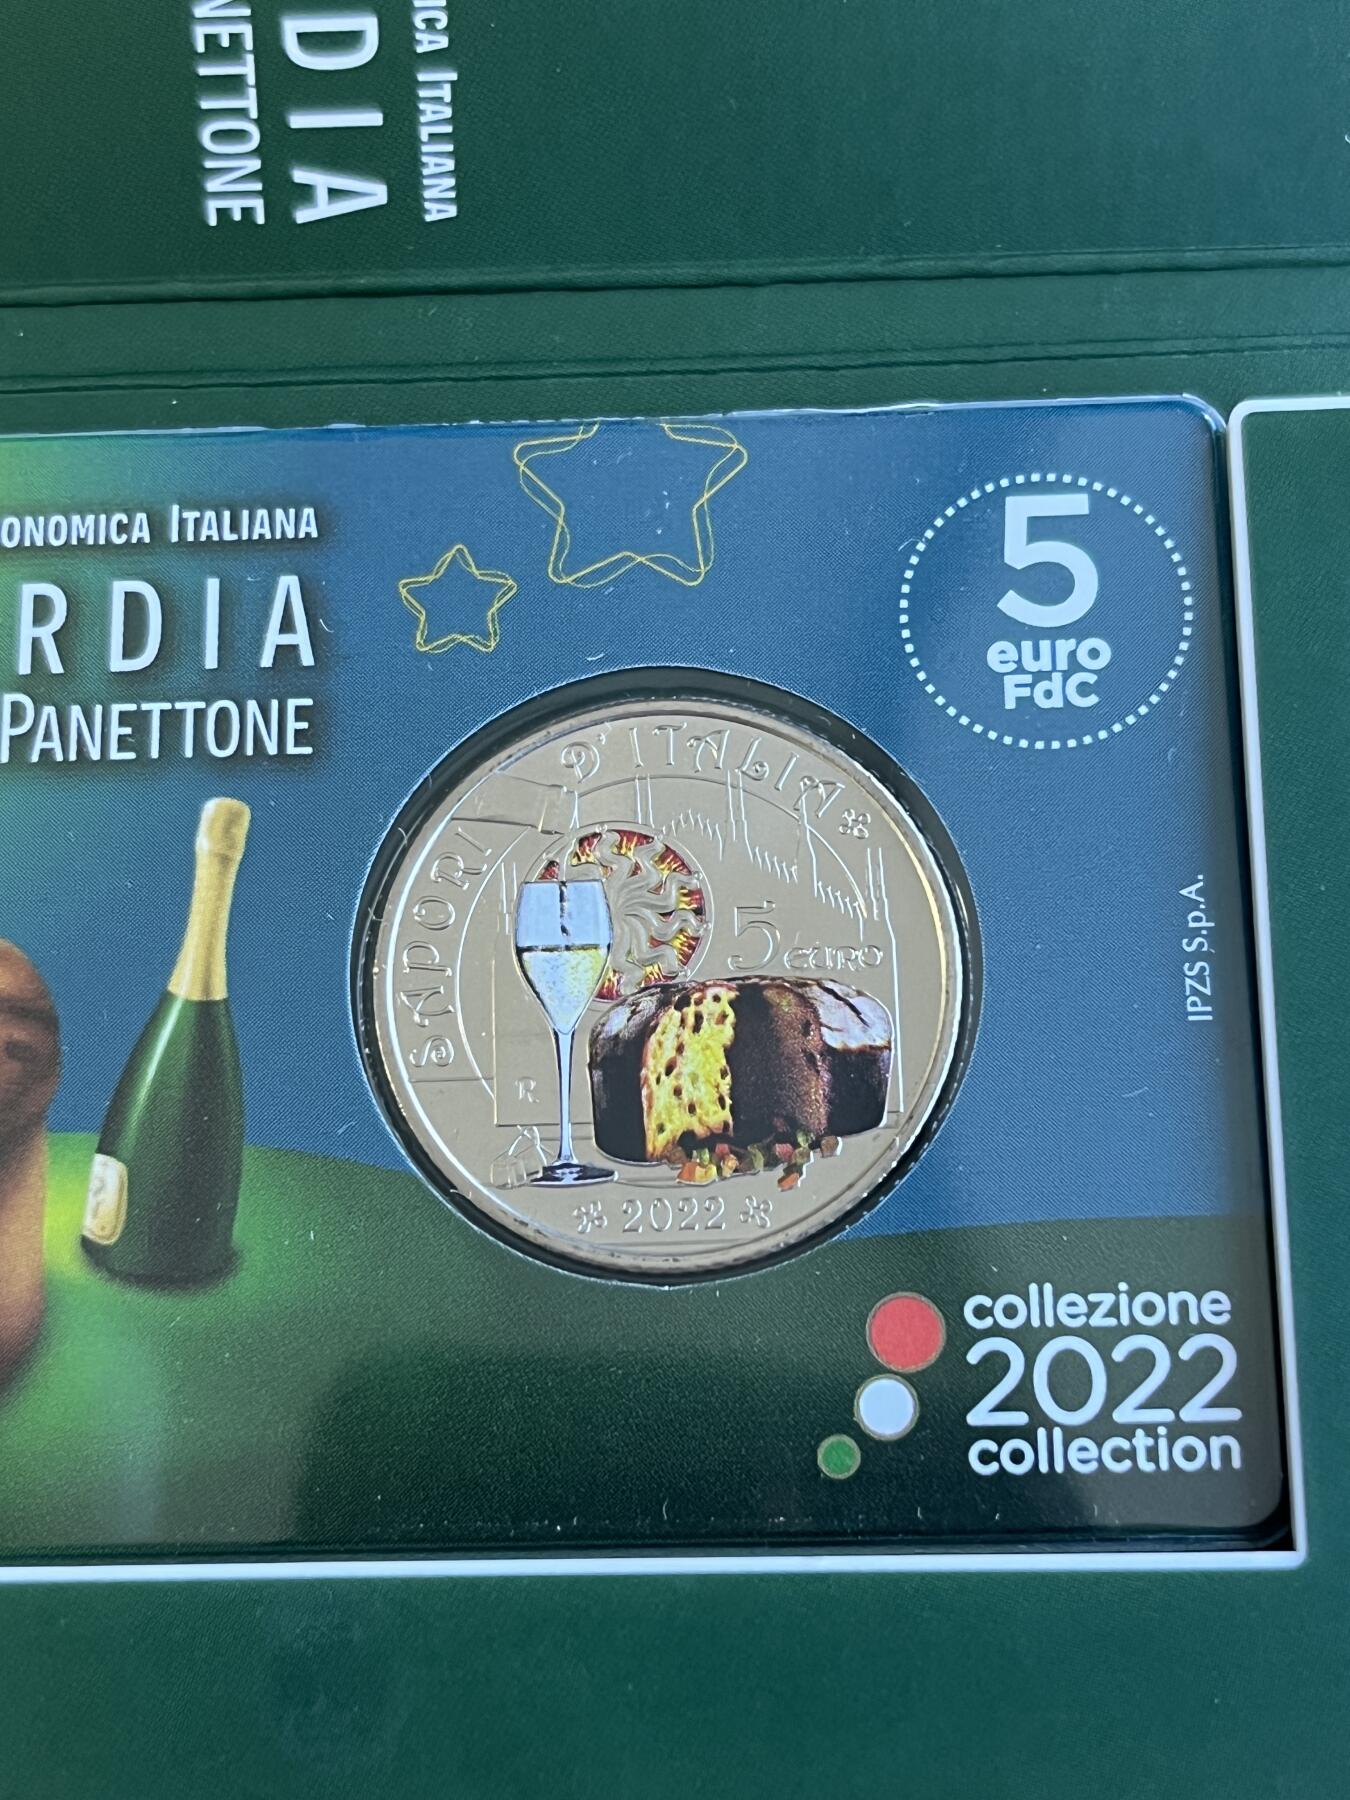 ICA ITALIANA
DIA
NETTONE
ONOMICA ITALIANA
RDIA
PANETTONE
5
euro
FdC
SAPORI D'ITALIA
5
EURO
R
2022
IPZS S.p.A.
collezione
2022
collection